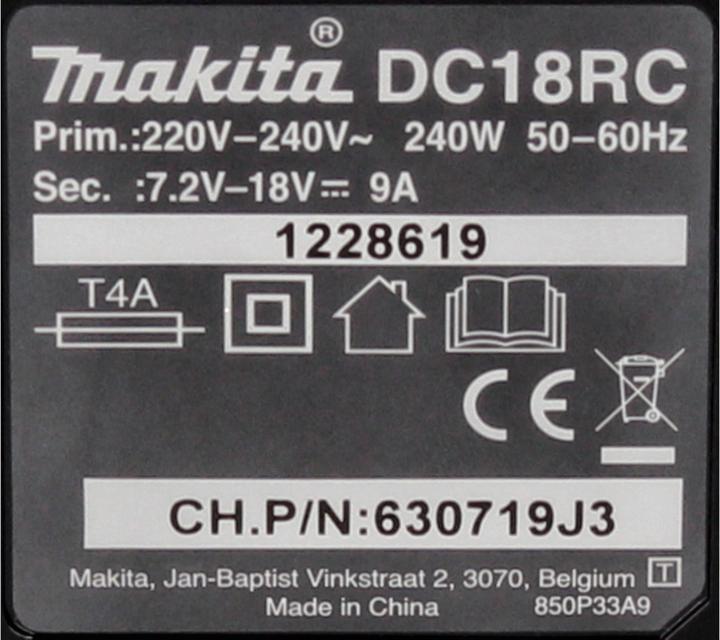 makita® DC18RC
Prim.:220V–240V~ 240W 50–60Hz
Sec. :7.2V–18V⎓ 9A
1228619
T4A
CE
CH.P/N:630719J3
Makita, Jan-Baptist Vinkstraat 2, 3070, Belgium T
Made in China 850P33A9